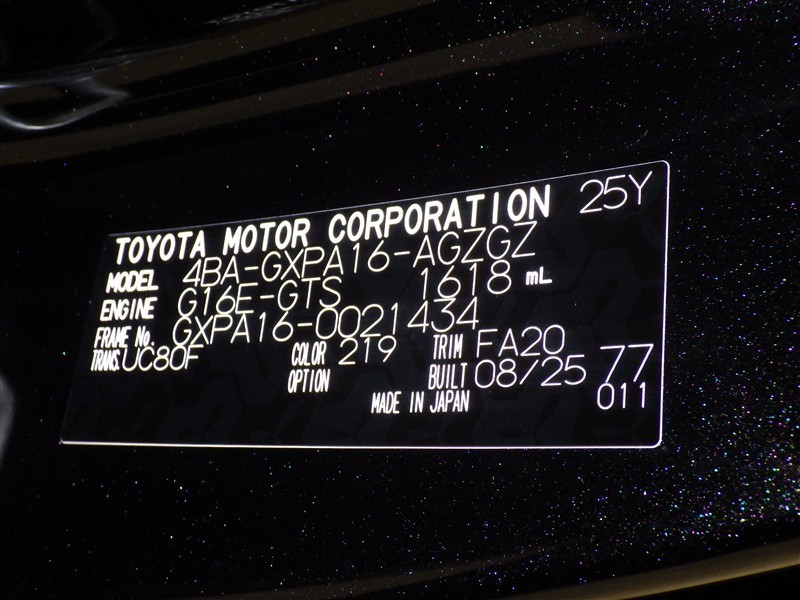 TOYOTA MOTOR CORPORATION 25Y
MODEL 4BA-GXPA16-AGZGZ
ENGINE G16E-GTS 1618 mL
FRAME No. GXPA16-0021434
TRANS. UC80F COLOR 219 TRIM FA20
OPTION BUILT 08/25 77
MADE IN JAPAN 011